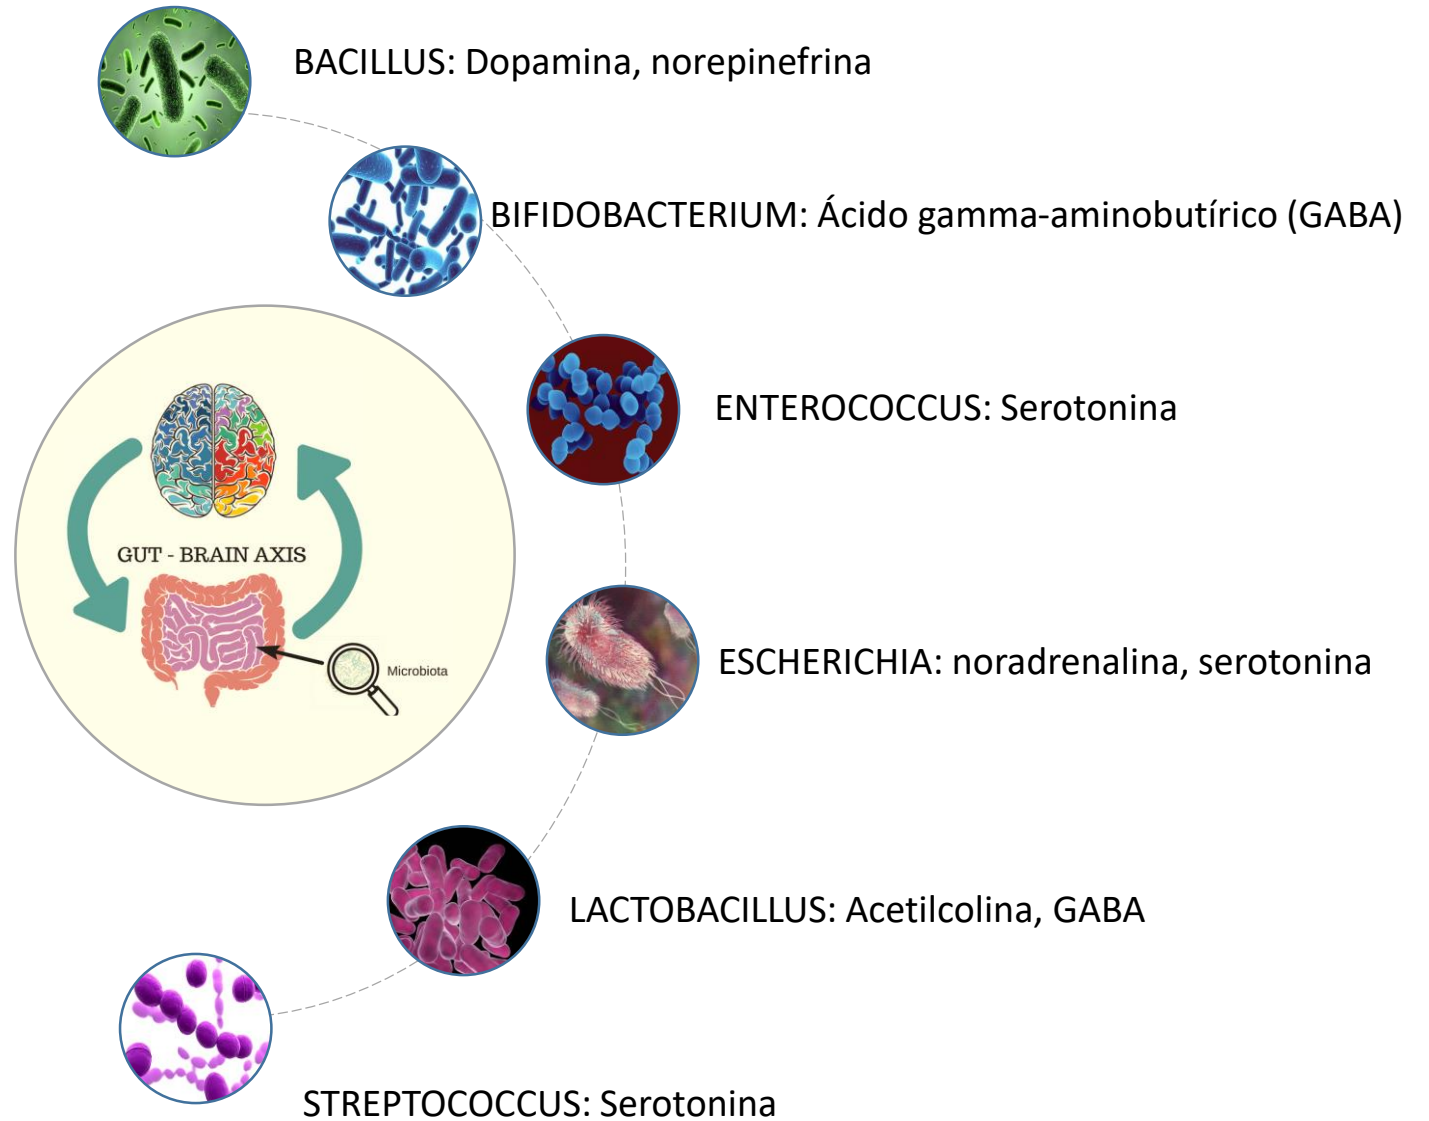 BACILLUS: Dopamina, norepinefrina
BIFIDOBACTERIUM: Ácido gamma-aminobutírico (GABA)
ENTEROCOCCUS: Serotonina
GUT - BRAIN AXIS
Microbiota
ESCHERICHIA: noradrenalina, serotonina
LACTOBACILLUS: Acetilcolina, GABA
STREPTOCOCCUS: Serotonina